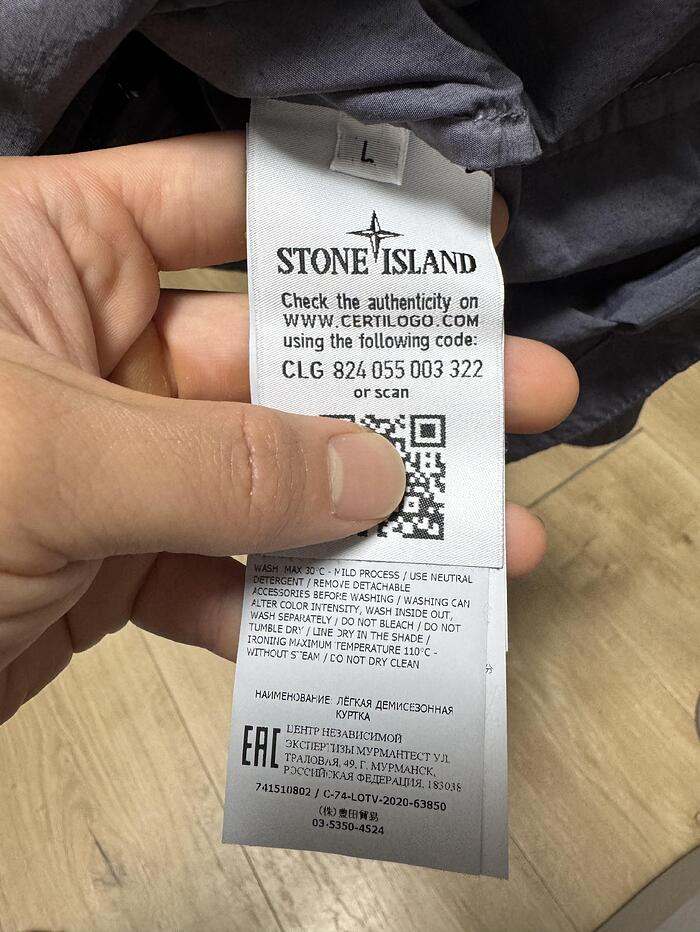 L
STONE ISLAND
Check the authenticity on
WWW.CERTILOGO.COM
using the following code:
CLG 824 055 003 322
or scan
WASH MAX 30°C - MILD PROCESS / USE NEUTRAL
DETERGENT / REMOVE DETACHABLE
ACCESSORIES BEFORE WASHING / WASHING CAN
ALTER COLOR INTENSITY, WASH INSIDE OUT,
WASH SEPARATELY / DO NOT BLEACH / DO NOT
TUMBLE DRY / LINE DRY IN THE SHADE /
IRONING MAXIMUM TEMPERATURE 110°C -
WITHOUT STEAM / DO NOT DRY CLEAN
НАИМЕНОВАНИЕ: ЛЁГКАЯ ДЕМИСЕЗОННАЯ
КУРТКА
EAC
ЦЕНТР НЕЗАВИСИМОЙ
ЭКСПЕРТИЗЫ МУРМАНТЕСТ УЛ.
ТРАЛОВАЯ, 49, Г. МУРМАНСК,
РОССИЙСКАЯ ФЕДЕРАЦИЯ, 183038
741510802 / C-74-LOTV-2020-63850
(株)豊田貿易
03-5350-4524